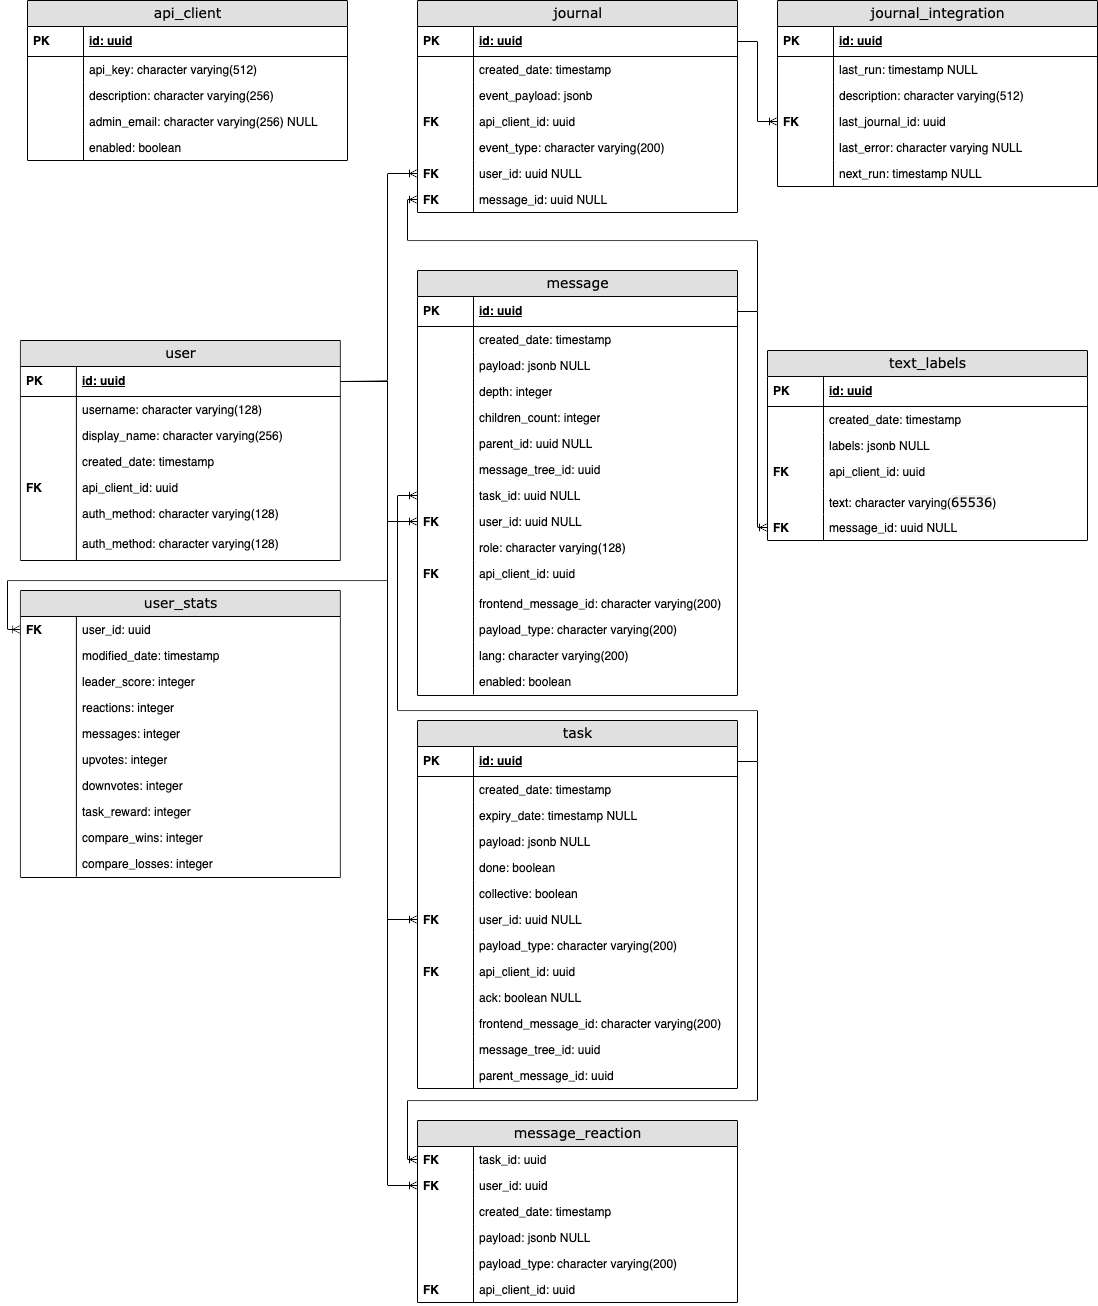 api_client
PK id: uuid
api_key: character varying(512)
description: character varying(256)
admin_email: character varying(256) NULL
enabled: boolean
journal
PK id: uuid
created_date: timestamp
event_payload: jsonb
FK api_client_id: uuid
event_type: character varying(200)
FK user_id: uuid NULL
FK message_id: uuid NULL
journal_integration
PK id: uuid
last_run: timestamp NULL
description: character varying(512)
FK last_journal_id: uuid
last_error: character varying NULL
next_run: timestamp NULL
message
PK id: uuid
created_date: timestamp
payload: jsonb NULL
depth: integer
children_count: integer
parent_id: uuid NULL
message_tree_id: uuid
task_id: uuid NULL
FK user_id: uuid NULL
role: character varying(128)
FK api_client_id: uuid
frontend_message_id: character varying(200)
payload_type: character varying(200)
lang: character varying(200)
enabled: boolean
user
PK id: uuid
username: character varying(128)
display_name: character varying(256)
created_date: timestamp
FK api_client_id: uuid
auth_method: character varying(128)
auth_method: character varying(128)
text_labels
PK id: uuid
created_date: timestamp
labels: jsonb NULL
FK api_client_id: uuid
text: character varying(65536)
FK message_id: uuid NULL
user_stats
FK user_id: uuid
modified_date: timestamp
leader_score: integer
reactions: integer
messages: integer
upvotes: integer
downvotes: integer
task_reward: integer
compare_wins: integer
compare_losses: integer
task
PK id: uuid
created_date: timestamp
expiry_date: timestamp NULL
payload: jsonb NULL
done: boolean
collective: boolean
FK user_id: uuid NULL
payload_type: character varying(200)
FK api_client_id: uuid
ack: boolean NULL
frontend_message_id: character varying(200)
message_tree_id: uuid
parent_message_id: uuid
message_reaction
FK task_id: uuid
FK user_id: uuid
created_date: timestamp
payload: jsonb NULL
payload_type: character varying(200)
FK api_client_id: uuid